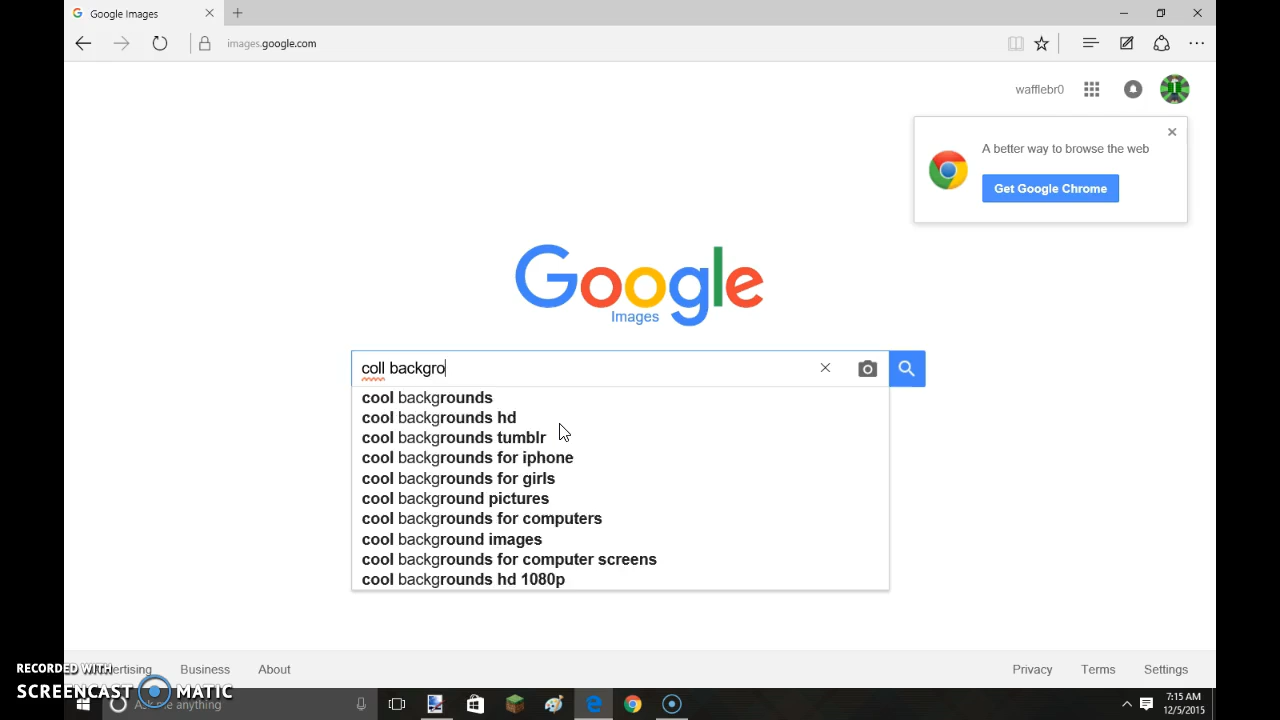 Google Images
images.google.com
wafflebr0
A better way to browse the web
Get Google Chrome
Google
Images
coll backgro
cool backgrounds
cool backgrounds hd
cool backgrounds tumblr
cool backgrounds for iphone
cool backgrounds for girls
cool background pictures
cool backgrounds for computers
cool background images
cool backgrounds for computer screens
cool backgrounds hd 1080p
Business About Privacy Terms Settings
RECORDED WITH
SCREENCAST MATIC
Ask me anything
7:15 AM
12/5/2015